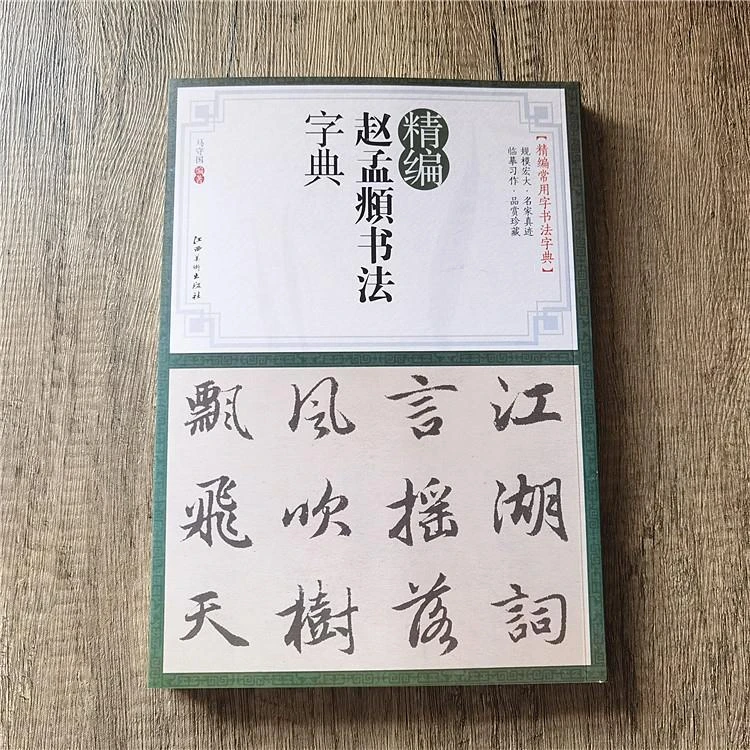 【精编常用字书法字典】
规模宏大·名家真迹
临摹习作·品赏珍藏
精编
赵孟頫书法
字典
马守国 编著
江西美术出版社
江湖詞
言摇落
風吹樹
飄飛天